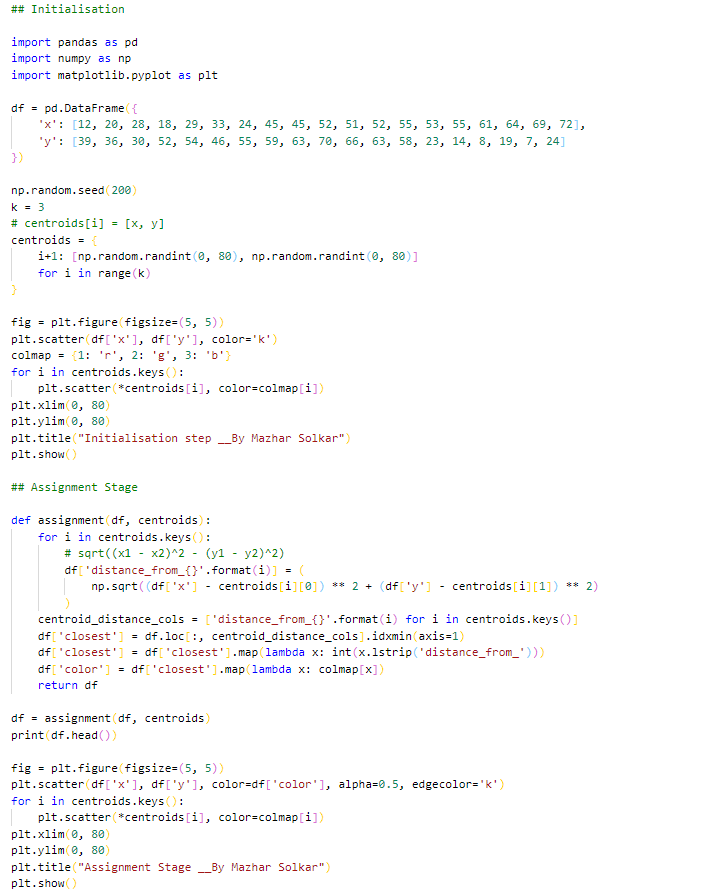 ## Initialisation
import pandas as pd
import numpy as np
import matplotlib.pyplot as plt
df = pd.DataFrame({
    'x': [12, 20, 28, 18, 29, 33, 24, 45, 45, 52, 51, 52, 55, 53, 55, 61, 64, 69, 72],
    'y': [39, 36, 30, 52, 54, 46, 55, 59, 63, 70, 66, 63, 58, 23, 14, 8, 19, 7, 24]
})
np.random.seed(200)
k = 3
# centroids[i] = [x, y]
centroids = {
    i+1: [np.random.randint(0, 80), np.random.randint(0, 80)]
    for i in range(k)
}
fig = plt.figure(figsize=(5, 5))
plt.scatter(df['x'], df['y'], color='k')
colmap = {1: 'r', 2: 'g', 3: 'b'}
for i in centroids.keys():
    plt.scatter(*centroids[i], color=colmap[i])
plt.xlim(0, 80)
plt.ylim(0, 80)
plt.title("Initialisation step __By Mazhar Solkar")
plt.show()
## Assignment Stage
def assignment(df, centroids):
    for i in centroids.keys():
        # sqrt((x1 - x2)^2 - (y1 - y2)^2)
        df['distance_from_{}'.format(i)] = (
            np.sqrt((df['x'] - centroids[i][0]) ** 2 + (df['y'] - centroids[i][1]) ** 2)
        )
    centroid_distance_cols = ['distance_from_{}'.format(i) for i in centroids.keys()]
    df['closest'] = df.loc[:, centroid_distance_cols].idxmin(axis=1)
    df['closest'] = df['closest'].map(lambda x: int(x.lstrip('distance_from_')))
    df['color'] = df['closest'].map(lambda x: colmap[x])
    return df
df = assignment(df, centroids)
print(df.head())
fig = plt.figure(figsize=(5, 5))
plt.scatter(df['x'], df['y'], color=df['color'], alpha=0.5, edgecolor='k')
for i in centroids.keys():
    plt.scatter(*centroids[i], color=colmap[i])
plt.xlim(0, 80)
plt.ylim(0, 80)
plt.title("Assignment Stage __By Mazhar Solkar")
plt.show()